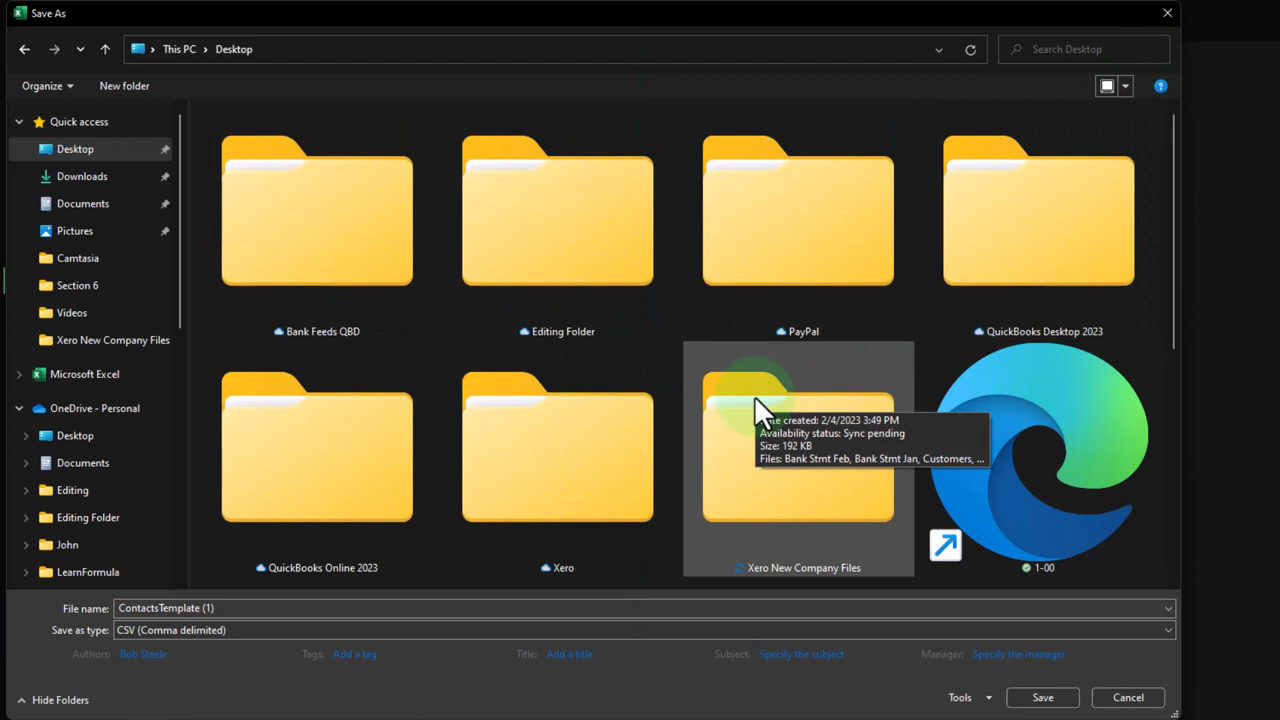 Save As
This PC > Desktop
Search Desktop
Organize
New folder
Quick access
Desktop
Downloads
Documents
Pictures
Camtasia
Section 6
Videos
Xero New Company Files
Microsoft Excel
OneDrive - Personal
Desktop
Documents
Editing
Editing Folder
John
LearnFormula
Bank Feeds QBD
Editing Folder
PayPal
QuickBooks Desktop 2023
QuickBooks Online 2023
Xero
Xero New Company Files
1-00
created: 2/4/2023 3:49 PM
Availability status: Sync pending
Size: 192 KB
Files: Bank Stmt Feb, Bank Stmt Jan, Customers, ...
File name: ContactsTemplate (1)
Save as type: CSV (Comma delimited)
Authors: Bob Steele
Tags: Add a tag
Title: Add a title
Subject: Specify the subject
Manager: Specify the manager
Hide Folders
Tools
Save
Cancel